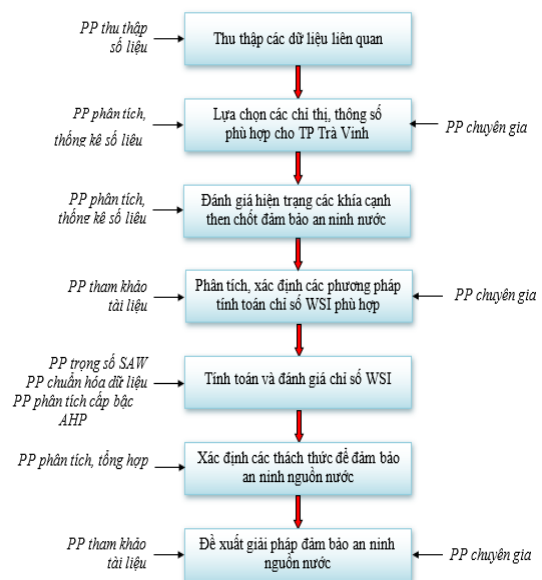 PP thu thập
số liệu
Thu thập các dữ liệu liên quan
PP phân tích,
thống kê số liêu
Lựa chọn các chỉ thị, thông số
phù hợp cho TP Trà Vinh
PP chuyên gia
PP phân tích,
thống kê số liêu
Đánh giá hiện trạng các khía cạnh
then chốt đảm bảo an ninh nước
PP tham khảo
tài liệu
Phân tích, xác định các phương pháp
tính toán chỉ số WSI phù hợp
PP chuyên gia
PP trọng số SAW
PP chuẩn hóa dữ liệu
PP phân tích cấp bậc
AHP
Tính toán và đánh giá chỉ số WSI
PP phân tích, tổng hợp
Xác định các thách thức để đảm bảo
an ninh nguồn nước
PP tham khảo
tài liệu
Đề xuất giải pháp đảm bảo an ninh
nguồn nước
PP chuyên gia